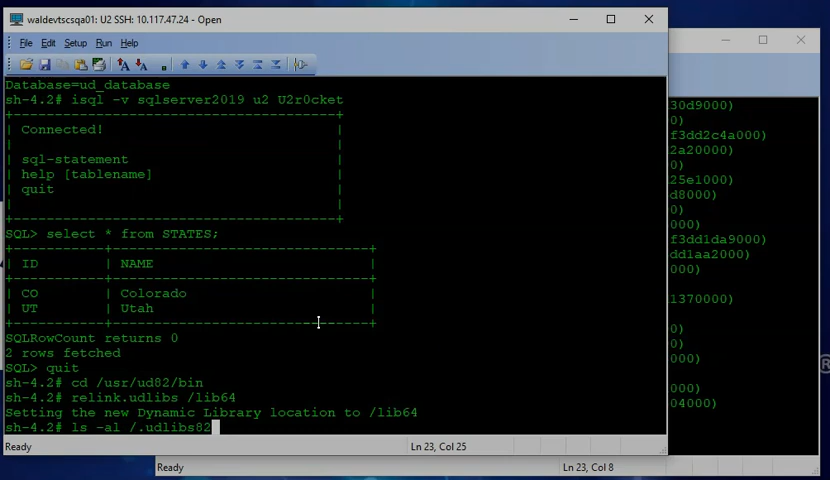 waldevtscsqa01: U2 SSH: 10.117.47.24 - Open
File Edit Setup Run Help
Database=ud_database
sh-4.2# isql -v sqlserver2019 u2 U2r0cket
Connected!
sql-statement
help [tablename]
quit
SQL> select * from STATES;
ID NAME
CO Colorado
UT Utah
SQLRowCount returns 0
2 rows fetched
SQL> quit
sh-4.2# cd /usr/ud82/bin
sh-4.2# relink.udlibs /lib64
Setting the new Dynamic Library location to /lib64
sh-4.2# ls -al /.udlibs82
Ready Ln 23, Col 25
30d9000)
0)
f3dd2c4a000)
2a20000)
0)
25e1000)
d8000)
0)
000)
f3dd1da9000)
dd1aa2000)
000)
1370000)
0)
0)
000)
000)
04000)
Ready Ln 23, Col 8
®